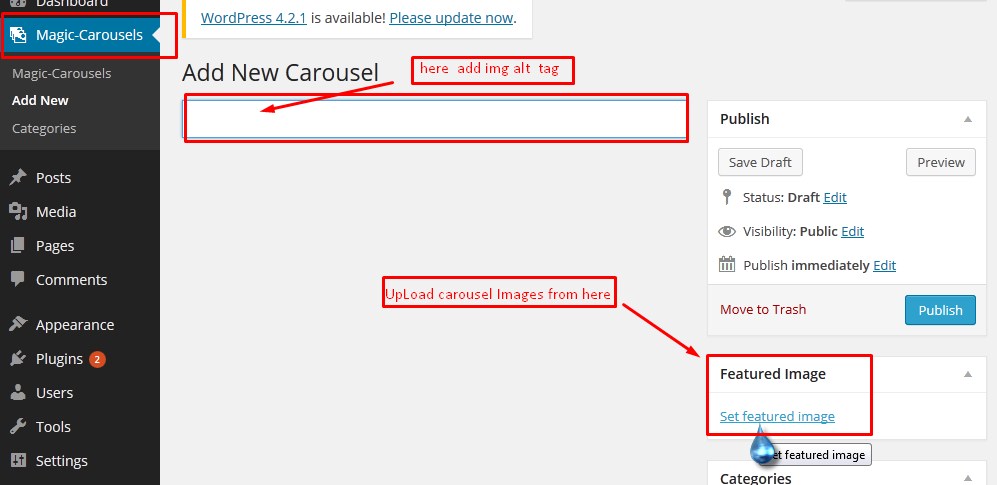 Dashboard
WordPress 4.2.1 is available! Please update now.
Magic-Carousels
Magic-Carousels
Add New
Categories
Posts
Media
Pages
Comments
Appearance
Plugins 2
Users
Tools
Settings
Add New Carousel
here add img alt tag
UpLoad carousel Images from here
Publish
Save Draft
Preview
Status: Draft Edit
Visibility: Public Edit
Publish immediately Edit
Move to Trash
Publish
Featured Image
Set featured image
et featured image
Categories